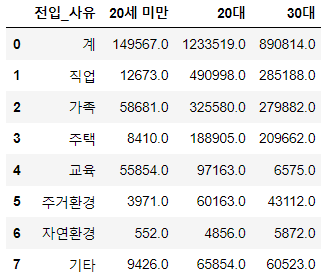 전입_사유 20세 미만 20대 30대
0 계 149567.0 1233519.0 890814.0
1 직업 12673.0 490998.0 285188.0
2 가족 58681.0 325580.0 279882.0
3 주택 8410.0 188905.0 209662.0
4 교육 55854.0 97163.0 6575.0
5 주거환경 3971.0 60163.0 43112.0
6 자연환경 552.0 4856.0 5872.0
7 기타 9426.0 65854.0 60523.0